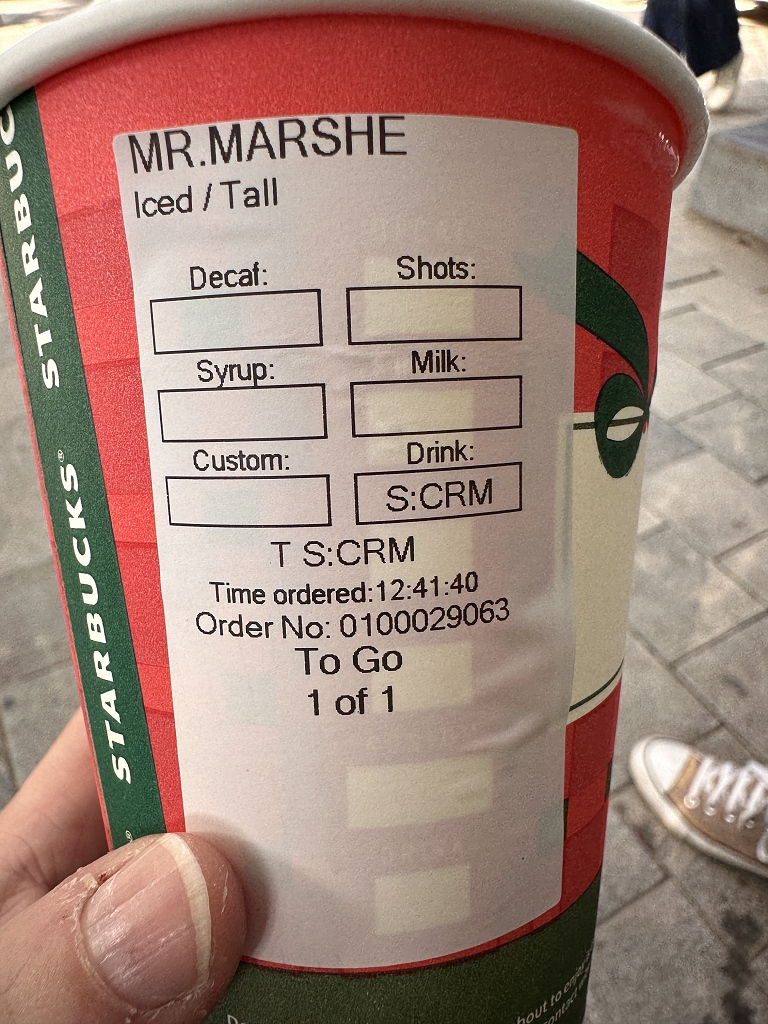 STARBUCKS
STARBUCKS®
STARBUCKS
MR.MARSHE
Iced / Tall
Decaf:
Shots:
Syrup:
Milk:
Custom:
Drink:
S:CRM
T S:CRM
Time ordered:12:41:40
Order No: 0100029063
To Go
1 of 1